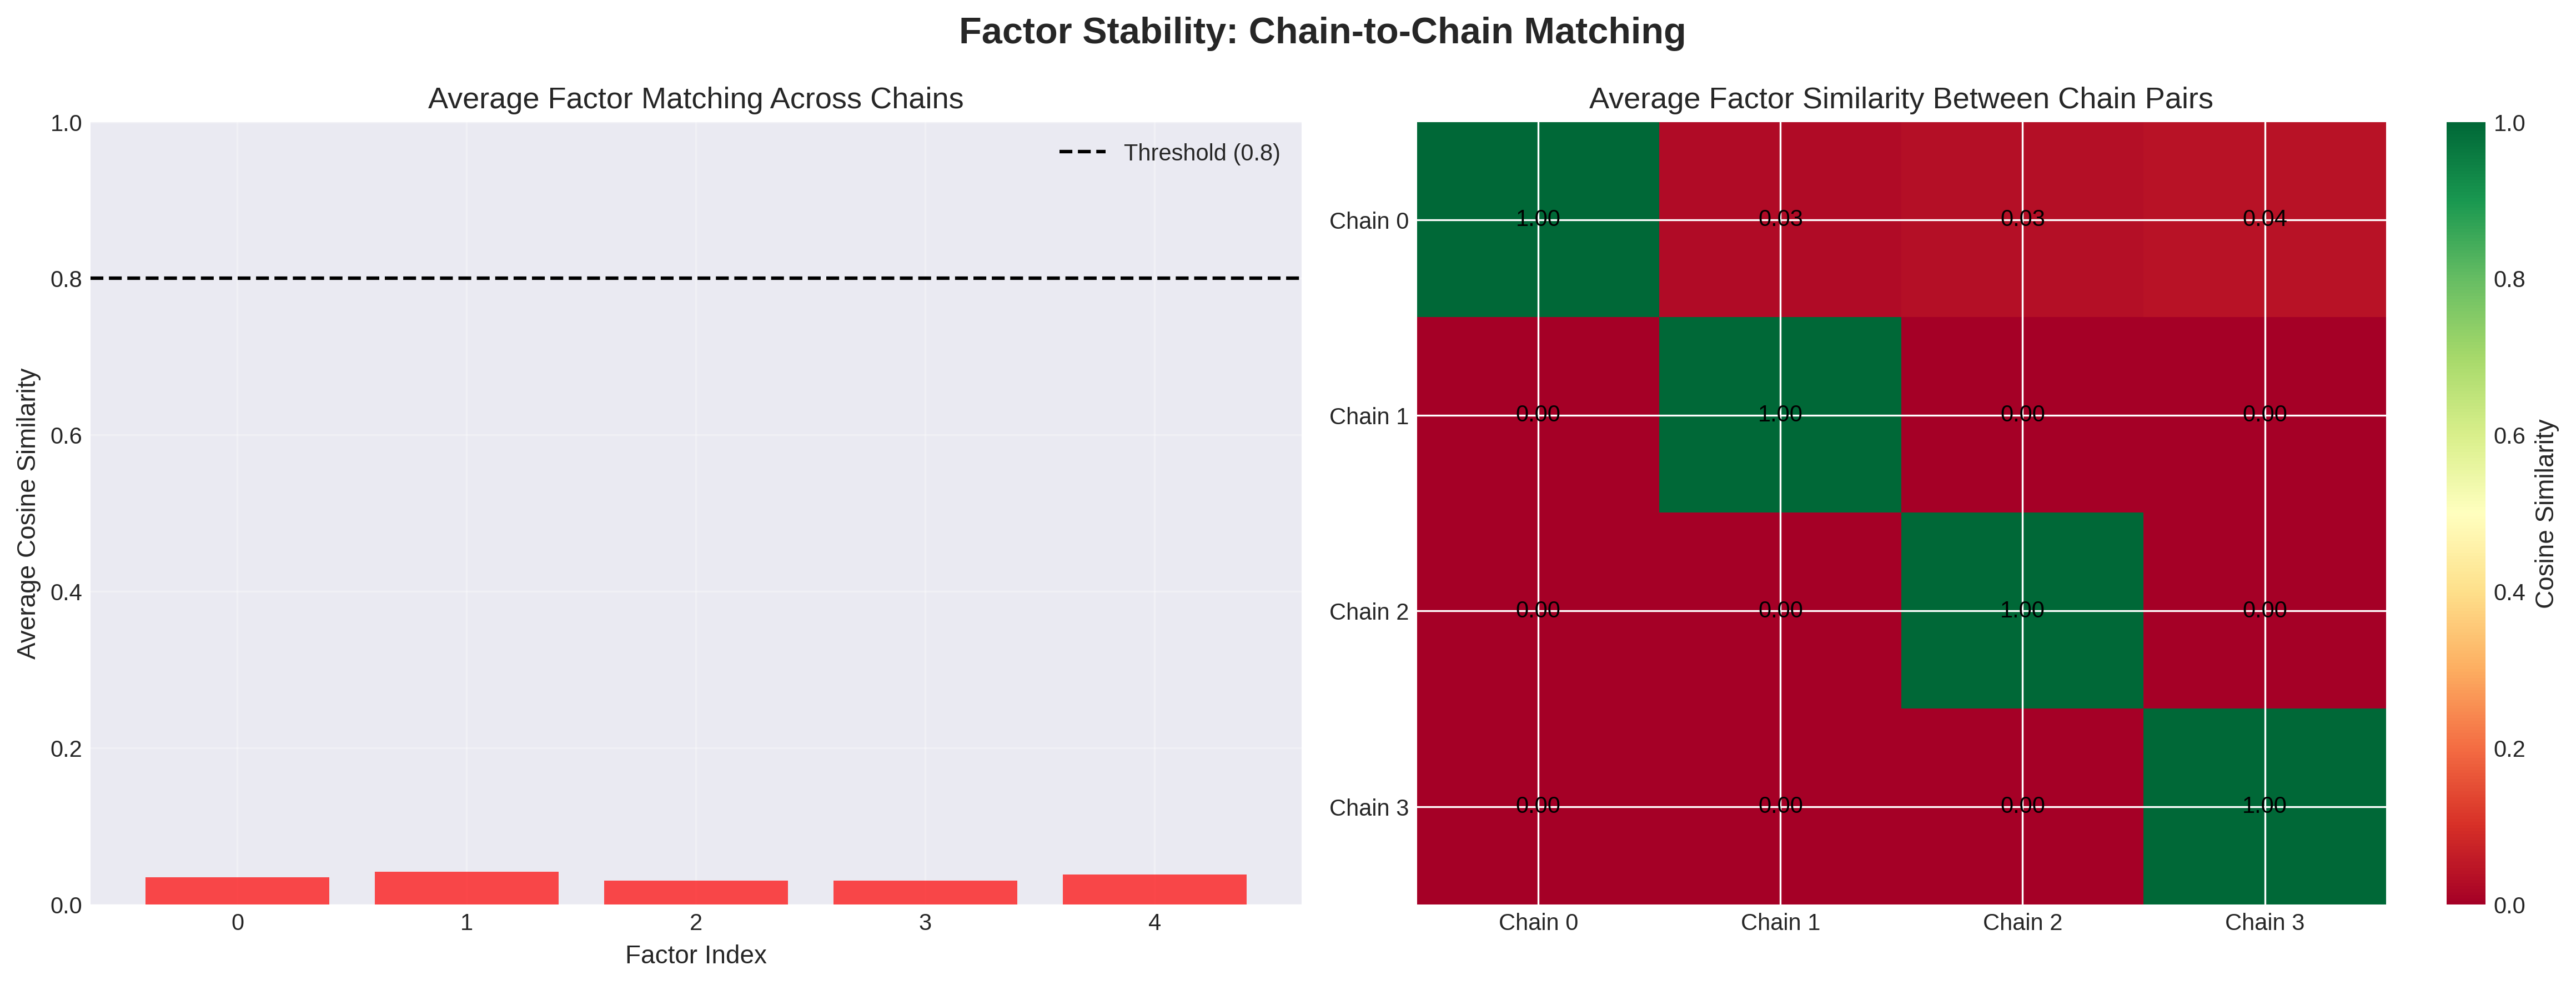 Factor Stability: Chain-to-Chain Matching
Average Factor Matching Across Chains
1.0
0.8
0.6
0.4
0.2
0.0
Average Cosine Similarity
Threshold (0.8)
0 1 2 3 4
Factor Index
Average Factor Similarity Between Chain Pairs
Chain 0 1.00 0.03 0.03 0.04
Chain 1 0.00 1.00 0.00 0.00
Chain 2 0.00 0.00 1.00 0.00
Chain 3 0.00 0.00 0.00 1.00
Chain 0 Chain 1 Chain 2 Chain 3
1.0
0.8
0.6
0.4
0.2
0.0
Cosine Similarity